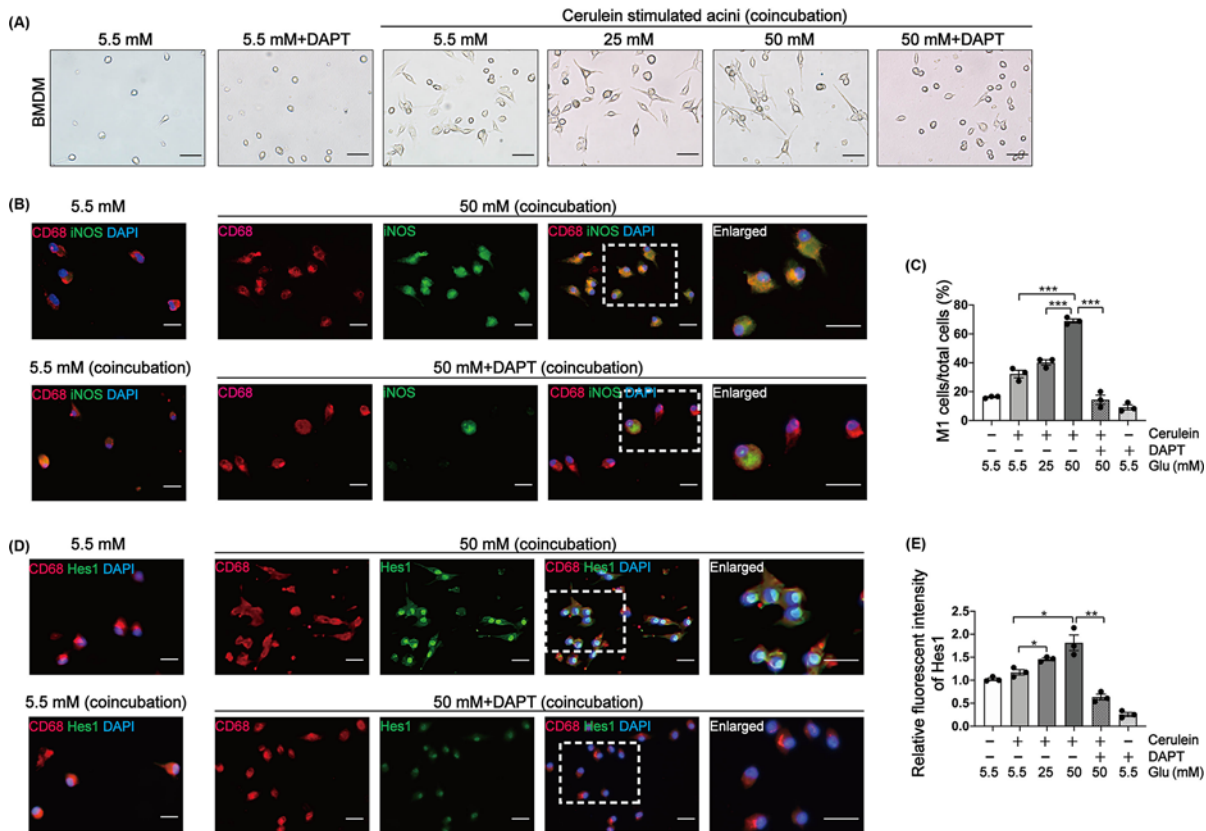 (A)
Cerulein stimulated acini (coincubation)
5.5 mM
5.5 mM+DAPT
5.5 mM
25 mM
50 mM
50 mM+DAPT
BMDM
(B)
5.5 mM
50 mM (coincubation)
CD68 iNOS DAPI
CD68
iNOS
CD68 iNOS DAPI
Enlarged
5.5 mM (coincubation)
50 mM+DAPT (coincubation)
CD68 iNOS DAPI
CD68
iNOS
CD68 iNOS DAPI
Enlarged
(C)
M1 cells/total cells (%)
80
60
40
20
0
***
***
***
− + + + + − Cerulein
− − − − + + DAPT
5.5 5.5 25 50 50 5.5 Glu (mM)
(D)
5.5 mM
50 mM (coincubation)
CD68 Hes1 DAPI
CD68
Hes1
CD68 Hes1 DAPI
Enlarged
5.5 mM (coincubation)
50 mM+DAPT (coincubation)
CD68 Hes1 DAPI
CD68
Hes1
CD68 Hes1 DAPI
Enlarged
(E)
Relative fluorescent intensity
of Hes1
2.5
2.0
1.5
1.0
0.5
0.0
*
**
*
− + + + + − Cerulein
− − − − + + DAPT
5.5 5.5 25 50 50 5.5 Glu (mM)